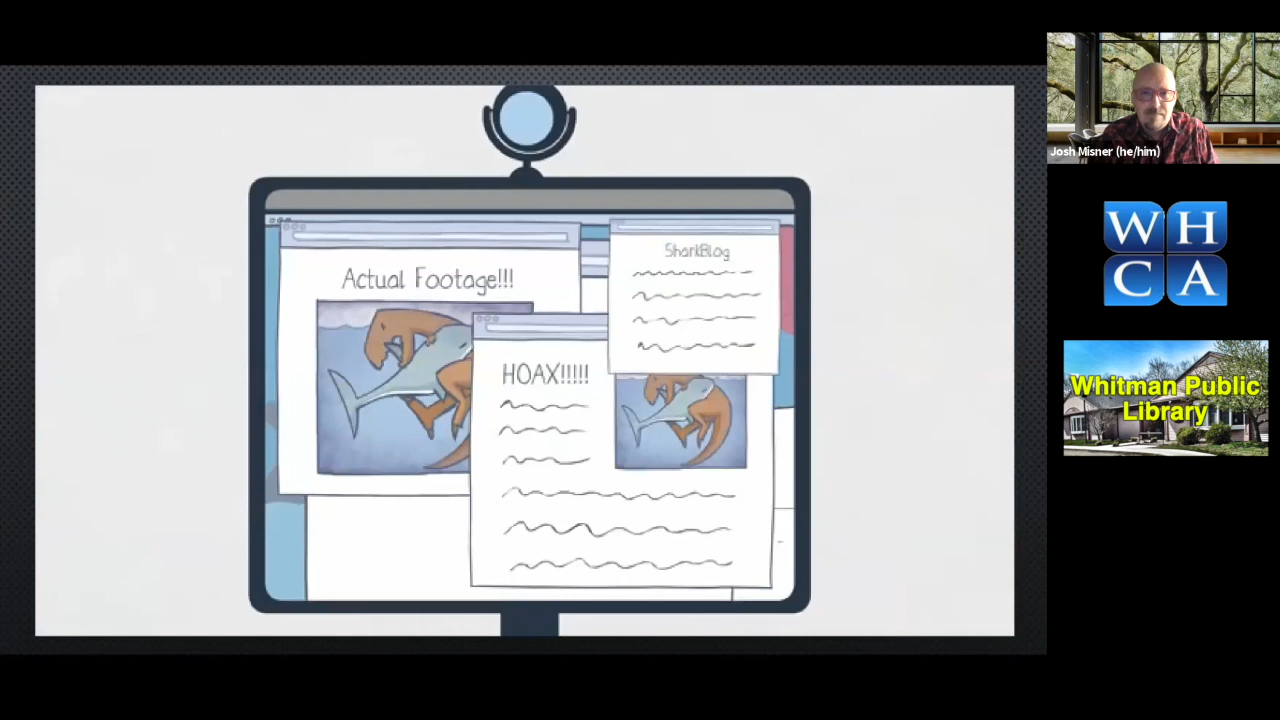 Actual Footage!!!
HOAX!!!!!
SharkBlog
Josh Misner (he/him)
WH
CA
Whitman Public
Library